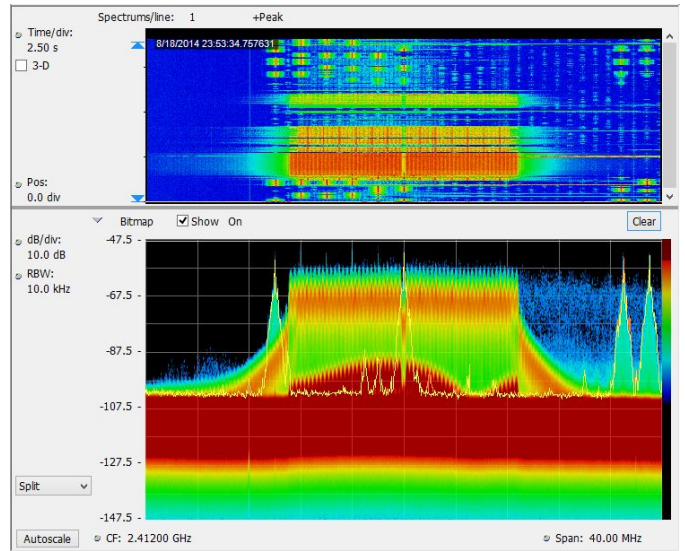 Spectrums/line: 1 +Peak
Time/div:
2.50 s
8/18/2014 23:53:34.757631
3-D
Pos:
0.0 div
Bitmap Show On Clear
dB/div:
10.0 dB
RBW:
10.0 kHz
-47.5
-67.5
-87.5
-107.5
-127.5
-147.5
Split
Autoscale CF: 2.41200 GHz Span: 40.00 MHz